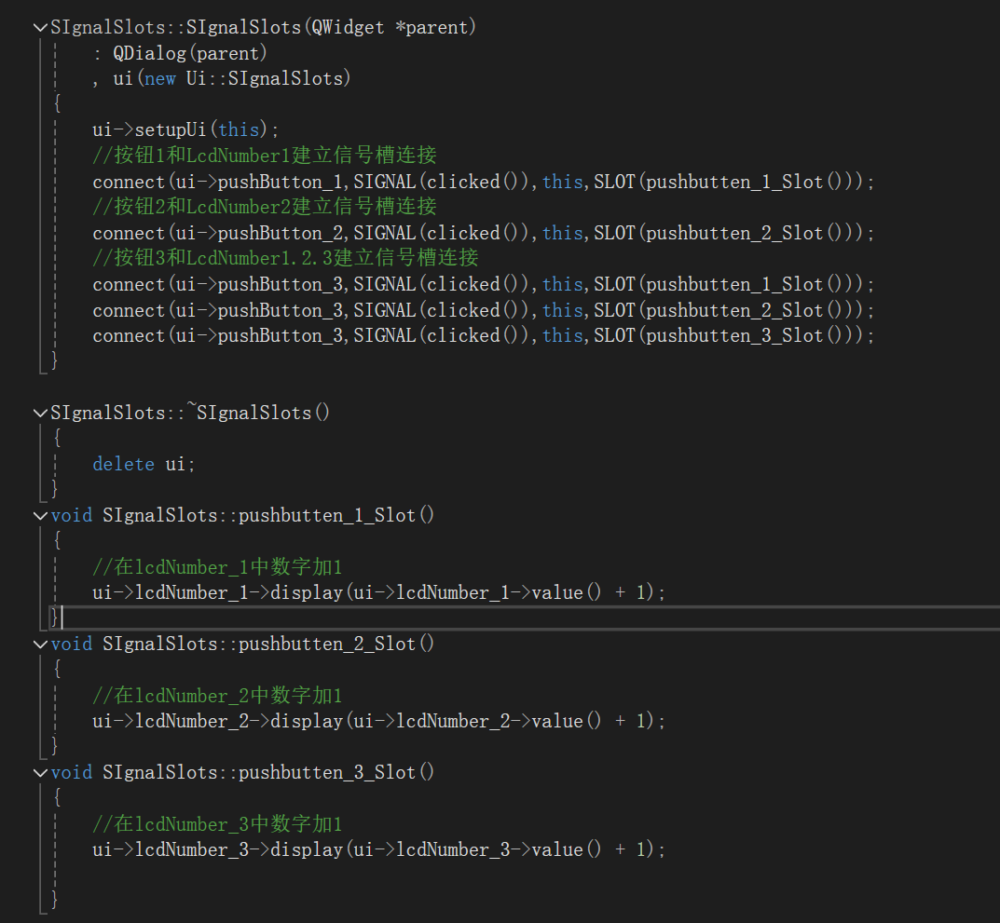 SIgnalSlots::SIgnalSlots(QWidget *parent)
: QDialog(parent)
, ui(new Ui::SIgnalSlots)
{
ui->setupUi(this);
//按钮1和LcdNumber1建立信号槽连接
connect(ui->pushButton_1,SIGNAL(clicked()),this,SLOT(pushbutten_1_Slot()));
//按钮2和LcdNumber2建立信号槽连接
connect(ui->pushButton_2,SIGNAL(clicked()),this,SLOT(pushbutten_2_Slot()));
//按钮3和LcdNumber1.2.3建立信号槽连接
connect(ui->pushButton_3,SIGNAL(clicked()),this,SLOT(pushbutten_1_Slot()));
connect(ui->pushButton_3,SIGNAL(clicked()),this,SLOT(pushbutten_2_Slot()));
connect(ui->pushButton_3,SIGNAL(clicked()),this,SLOT(pushbutten_3_Slot()));
}
SIgnalSlots::~SIgnalSlots()
{
delete ui;
}
void SIgnalSlots::pushbutten_1_Slot()
{
//在lcdNumber_1中数字加1
ui->lcdNumber_1->display(ui->lcdNumber_1->value() + 1);
}
void SIgnalSlots::pushbutten_2_Slot()
{
//在lcdNumber_2中数字加1
ui->lcdNumber_2->display(ui->lcdNumber_2->value() + 1);
}
void SIgnalSlots::pushbutten_3_Slot()
{
//在lcdNumber_3中数字加1
ui->lcdNumber_3->display(ui->lcdNumber_3->value() + 1);
}